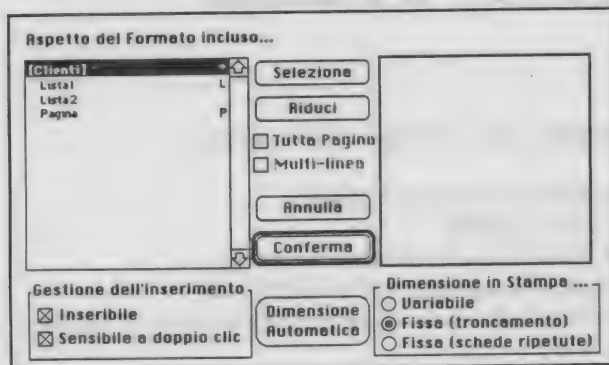 Aspetto del Formato incluso...
[Clienti]
Lista1 L
Lista2
Pagina P
Seleziona
Riduci
Tutta Pagina
Multi-linea
Annulla
Conferma
Gestione dell'inserimento
Inseribile
Sensibile a doppio clic
Dimensione
Automatica
Dimensione in Stampa ...
Variabile
Fissa (troncamento)
Fissa (schede ripetute)